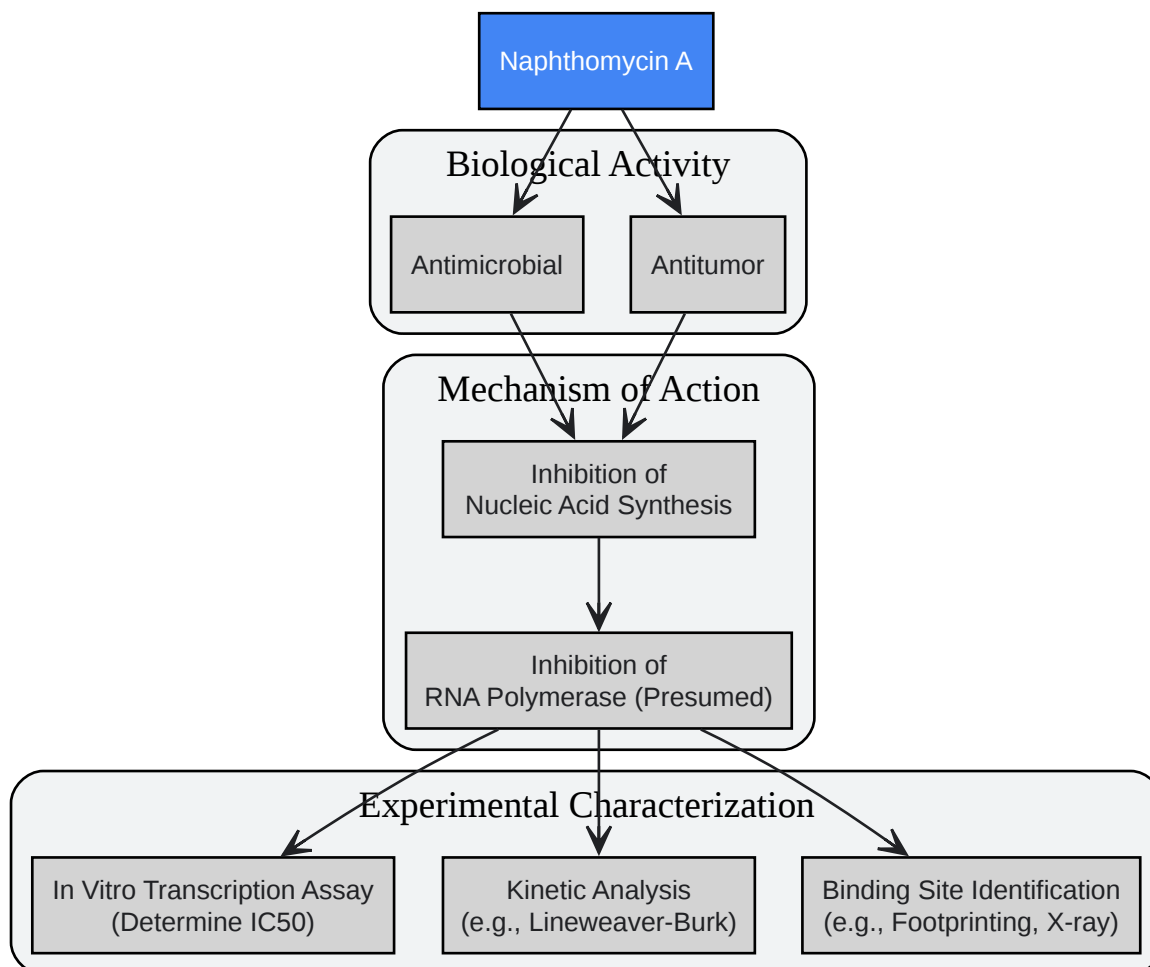 Naphthomycin A
Biological Activity
Antimicrobial
Antitumor
Mechanism of Action
Inhibition of
Nucleic Acid Synthesis
Inhibition of
RNA Polymerase (Presumed)
Experimental Characterization
In Vitro Transcription Assay
(Determine IC50)
Kinetic Analysis
(e.g., Lineweaver-Burk)
Binding Site Identification
(e.g., Footprinting, X-ray)